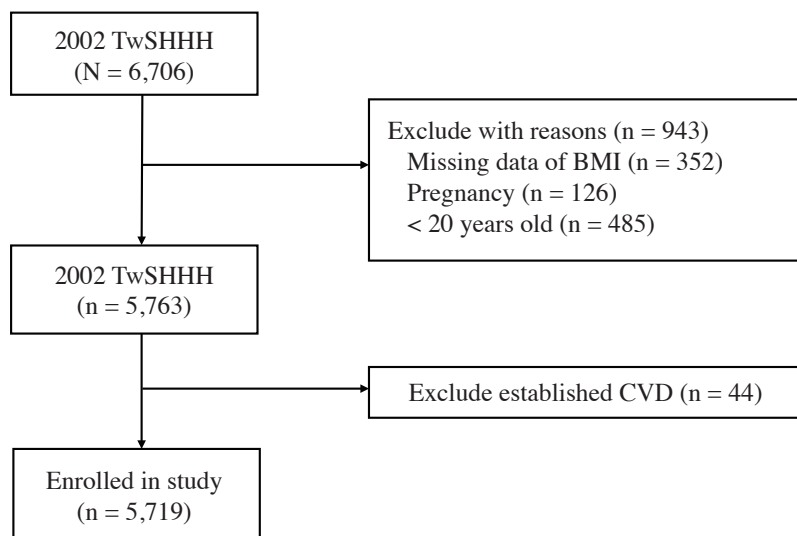 2002 TwSHHH
(N = 6,706)
Exclude with reasons (n = 943)
Missing data of BMI (n = 352)
Pregnancy (n = 126)
< 20 years old (n = 485)
2002 TwSHHH
(n = 5,763)
Exclude established CVD (n = 44)
Enrolled in study
(n = 5,719)